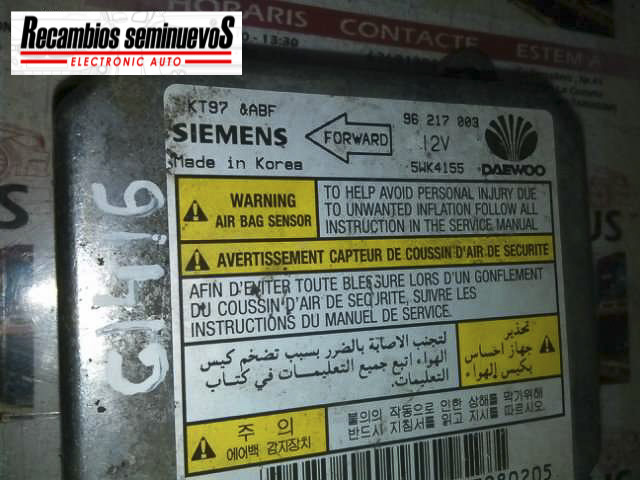 Recambios seminuevos
ELECTRONIC AUTO
HORARIS CONTACTE
- 13:30
KT97 &ABF
96 217 003
SIEMENS
FORWARD
12V
Made in Korea
5WK4155
DAEWOO
WARNING
AIR BAG SENSOR
TO HELP AVOID PERSONAL INJURY DUE
TO UNWANTED INFLATION FOLLOW ALL
INSTRUCTION IN THE SERVICE MANUAL
AVERTISSEMENT CAPTEUR DE COUSSIN D'AIR DE SECURITE
AFIN D'EVITER TOUTE BLESSURE LORS D'UN GONFLEMENT
DU COUSSIN D'AIR DE SECURITE, SUIVRE LES
INSTRUCTIONS DU MANUEL DE SERVICE.
لتجنب الاصابة بالضرر بسبب تضخم كيس
الهواء اتبع جميع التعليمات في كتاب
التعليمات
تحذير
جهاز احساس
بكيس الهواء
주 의
에어백 감지장치
불의의 작동으로 인한 상해를 막기위해
반드시 지침서를 읽고 지시를 따르십시오.
80205